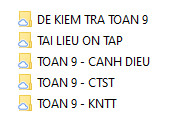 DE KIEM TRA TOAN 9
TAI LIEU ON TAP
TOAN 9 - CANH DIEU
TOAN 9 - CTST
TOAN 9 - KNTT